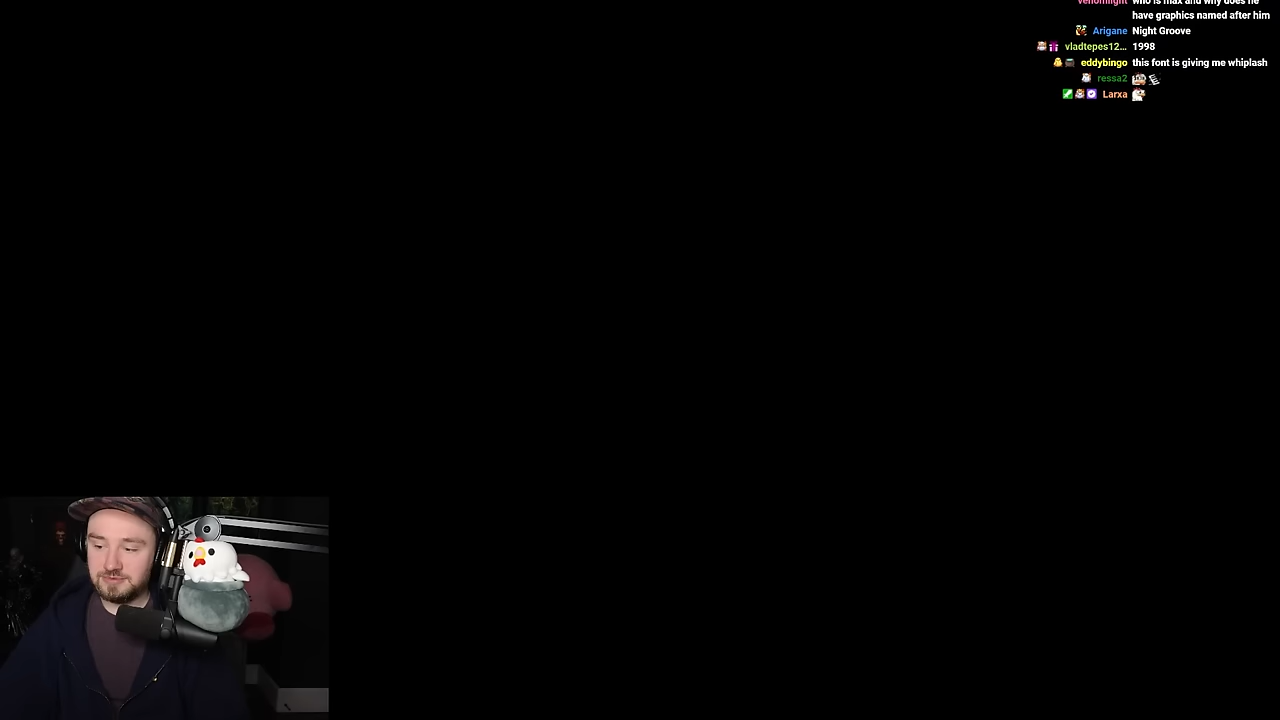 venomlight who is max and why does he
have graphics named after him
Arigane Night Groove
vladtepes12... 1998
eddybingo this font is giving me whiplash
ressa2
Larxa